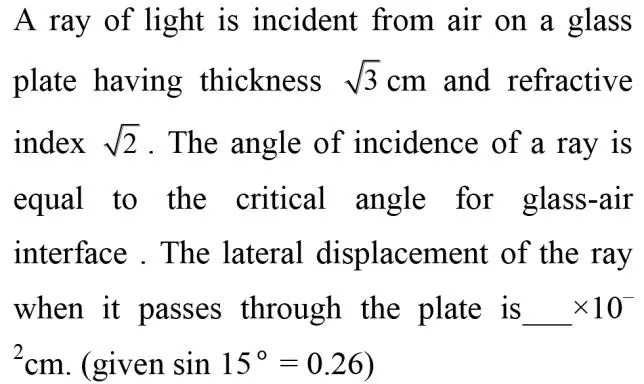 A ray of light is incident from air on a glass
plate having thickness √3 cm and refractive
index √2 . The angle of incidence of a ray is
equal to the critical angle for glass-air
interface . The lateral displacement of the ray
when it passes through the plate is___×10⁻
²cm. (given sin 15° = 0.26)